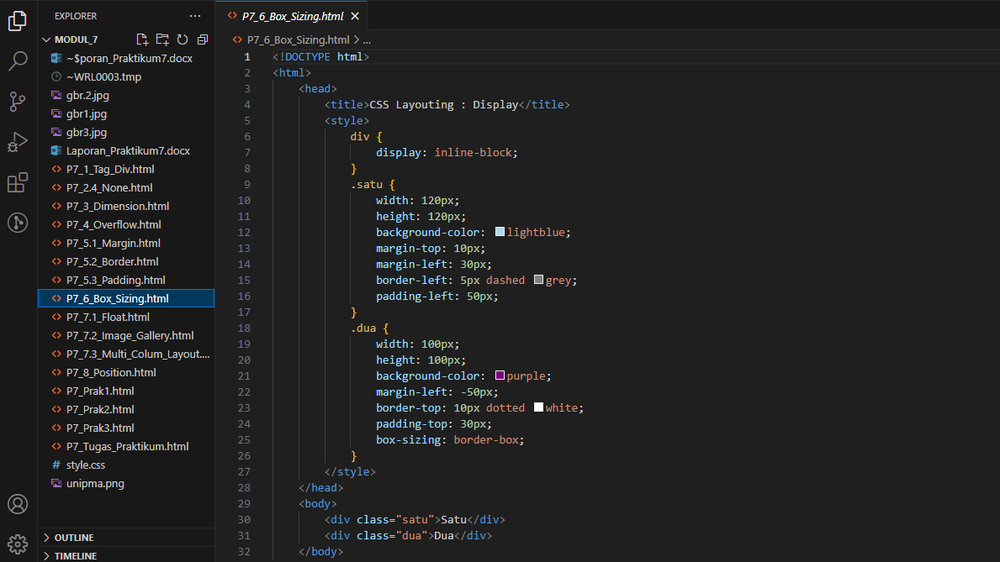 EXPLORER ...
MODUL_7
~$poran_Praktikum7.docx
~WRL0003.tmp
gbr.2.jpg
gbr1.jpg
gbr3.jpg
Laporan_Praktikum7.docx
P7_1_Tag_Div.html
P7_2.4_None.html
P7_3_Dimension.html
P7_4_Overflow.html
P7_5.1_Margin.html
P7_5.2_Border.html
P7_5.3_Padding.html
P7_6_Box_Sizing.html
P7_7.1_Float.html
P7_7.2_Image_Gallery.html
P7_7.3_Multi_Colum_Layout....
P7_8_Position.html
P7_Prak1.html
P7_Prak2.html
P7_Prak3.html
P7_Tugas_Praktikum.html
# style.css
unipma.png
OUTLINE
TIMELINE
<> P7_6_Box_Sizing.html ×
<> P7_6_Box_Sizing.html > ...
1 <!DOCTYPE html>
2 <html>
3 <head>
4 <title>CSS Layouting : Display</title>
5 <style>
6 div {
7 display: inline-block;
8 }
9 .satu {
10 width: 120px;
11 height: 120px;
12 background-color: lightblue;
13 margin-top: 10px;
14 margin-left: 30px;
15 border-left: 5px dashed grey;
16 padding-left: 50px;
17 }
18 .dua {
19 width: 100px;
20 height: 100px;
21 background-color: purple;
22 margin-left: -50px;
23 border-top: 10px dotted white;
24 padding-top: 30px;
25 box-sizing: border-box;
26 }
27 </style>
28 </head>
29 <body>
30 <div class="satu">Satu</div>
31 <div class="dua">Dua</div>
32 </body>